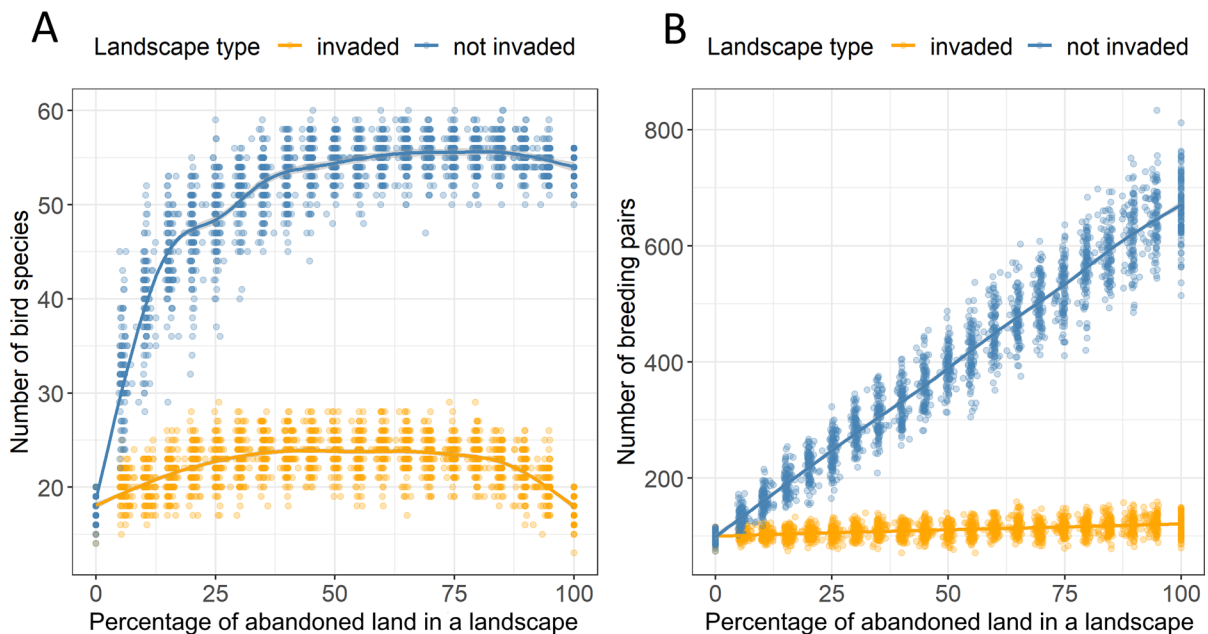 A
Landscape type invaded not invaded
Number of bird species
60
50
40
30
20
0 25 50 75 100
Percentage of abandoned land in a landscape
B
Landscape type invaded not invaded
Number of breeding pairs
800
600
400
200
0 25 50 75 100
Percentage of abandoned land in a landscape